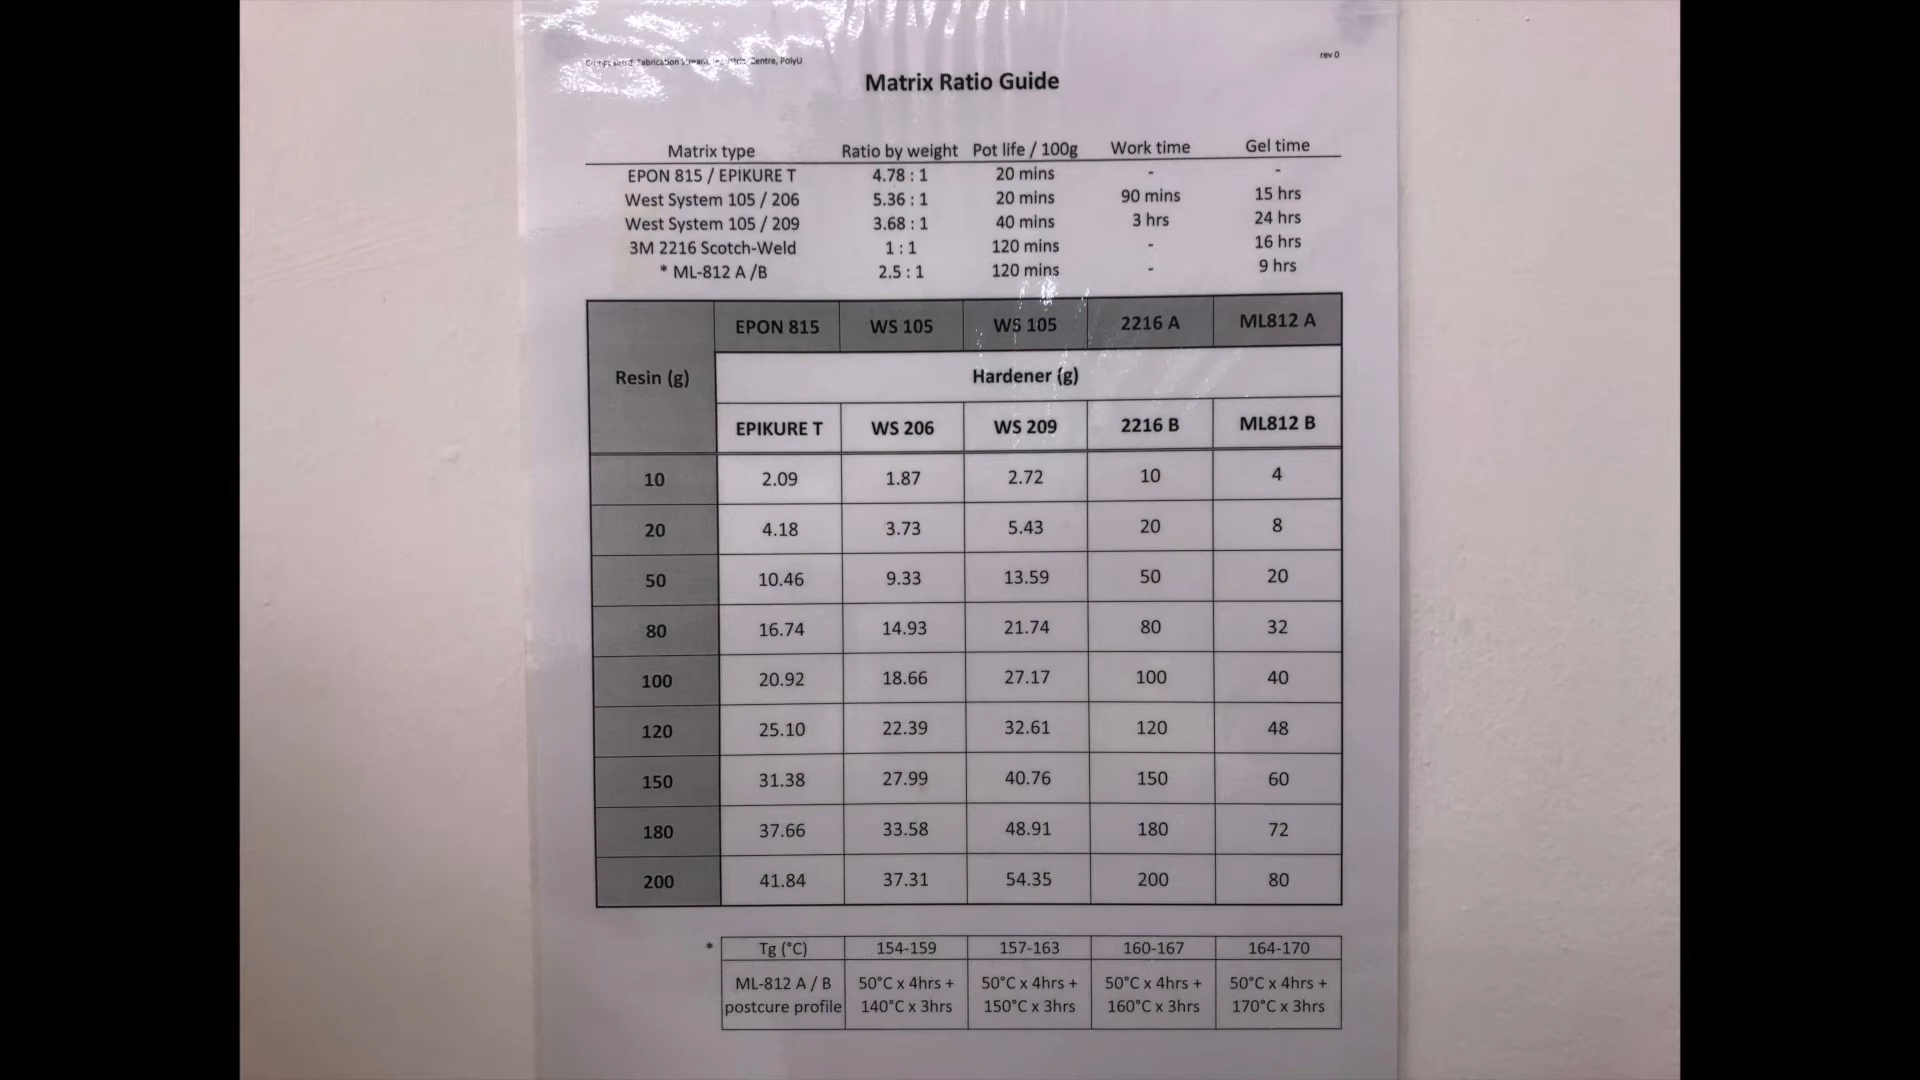 Fabrication Stream, Centre, PolyU
rev 0
Matrix Ratio Guide
Matrix type Ratio by weight Pot life / 100g Work time Gel time
EPON 815 / EPIKURE T 4.78 : 1 20 mins - -
West System 105 / 206 5.36 : 1 20 mins 90 mins 15 hrs
West System 105 / 209 3.68 : 1 40 mins 3 hrs 24 hrs
3M 2216 Scotch-Weld 1 : 1 120 mins - 16 hrs
* ML-812 A /B 2.5 : 1 120 mins - 9 hrs
EPON 815 WS 105 WS 105 2216 A ML812 A
Resin (g) Hardener (g)
EPIKURE T WS 206 WS 209 2216 B ML812 B
10 2.09 1.87 2.72 10 4
20 4.18 3.73 5.43 20 8
50 10.46 9.33 13.59 50 20
80 16.74 14.93 21.74 80 32
100 20.92 18.66 27.17 100 40
120 25.10 22.39 32.61 120 48
150 31.38 27.99 40.76 150 60
180 37.66 33.58 48.91 180 72
200 41.84 37.31 54.35 200 80
* Tg (°C) 154-159 157-163 160-167 164-170
ML-812 A / B 50°C x 4hrs + 50°C x 4hrs + 50°C x 4hrs + 50°C x 4hrs +
postcure profile 140°C x 3hrs 150°C x 3hrs 160°C x 3hrs 170°C x 3hrs